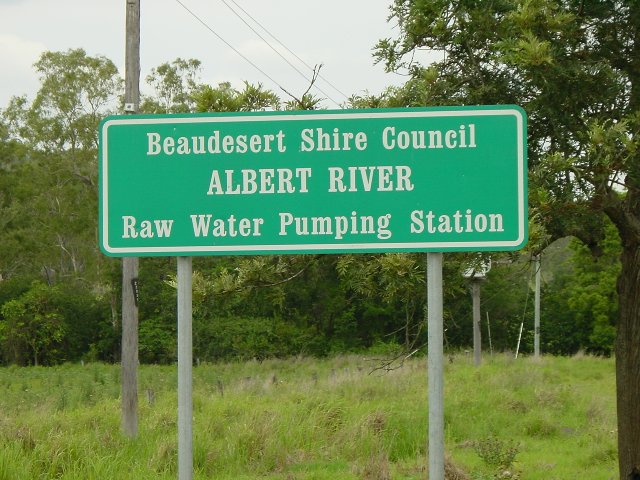 Beaudesert Shire Council
ALBERT RIVER
Raw Water Pumping Station